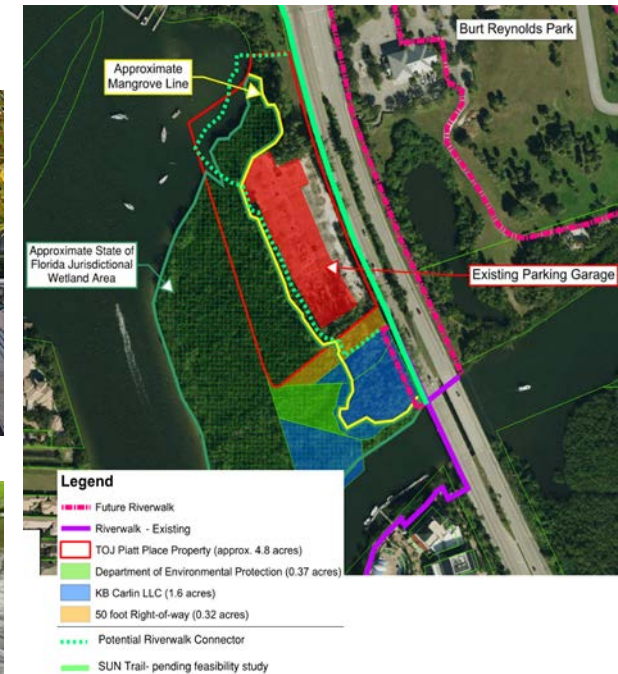 Burt Reynolds Park
Approximate
Mangrove Line
Approximate State of
Florida Jurisdictional
Wetland Area
Existing Parking Garage
Legend
Future Riverwalk
Riverwalk - Existing
TOJ Piatt Place Property (approx. 4.8 acres)
Department of Environmental Protection (0.37 acres)
KB Carlin LLC (1.6 acres)
50 foot Right-of-way (0.32 acres)
Potential Riverwalk Connector
SUN Trail- pending feasibility study